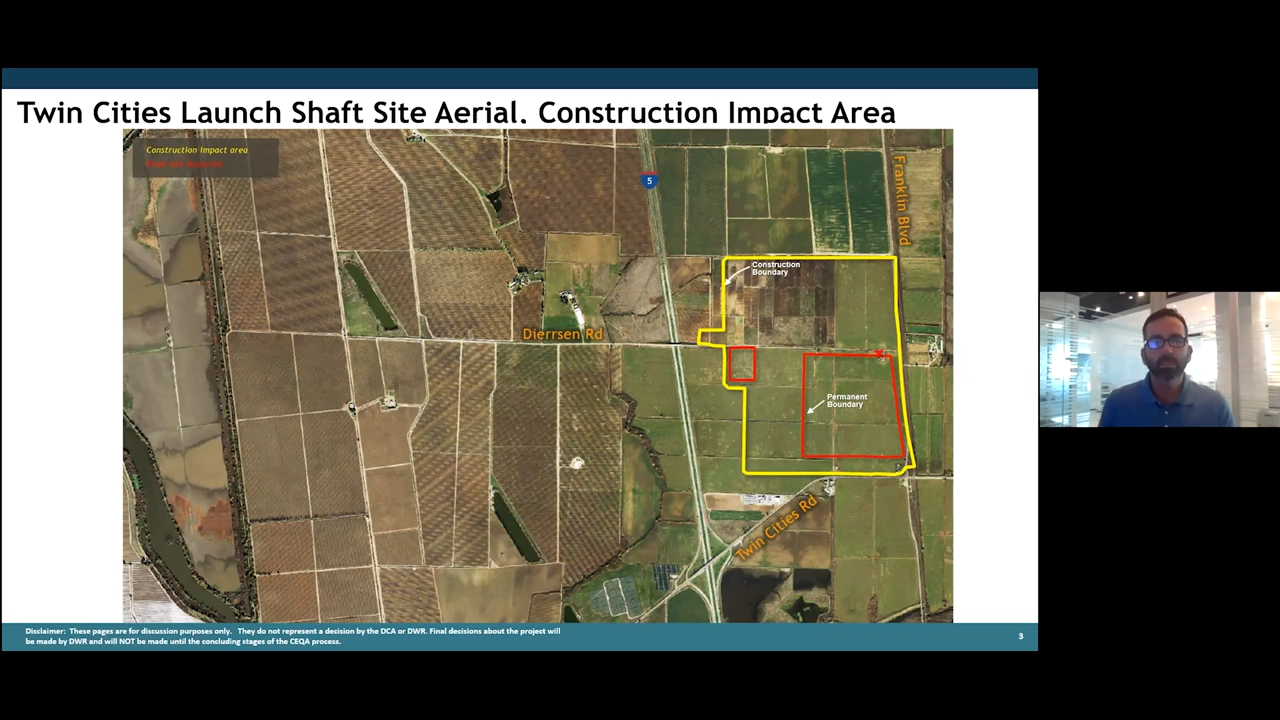 Twin Cities Launch Shaft Site Aerial, Construction Impact Area
Construction impact area
5
Franklin Blvd
Construction
Boundary
Dierrsen Rd
Permanent
Boundary
Twin Cities Rd
Disclaimer: These pages are for discussion purposes only. They do not represent a decision by the DCA or DWR. Final decisions about the project will
be made by DWR and will NOT be made until the concluding stages of the CEQA process.
3